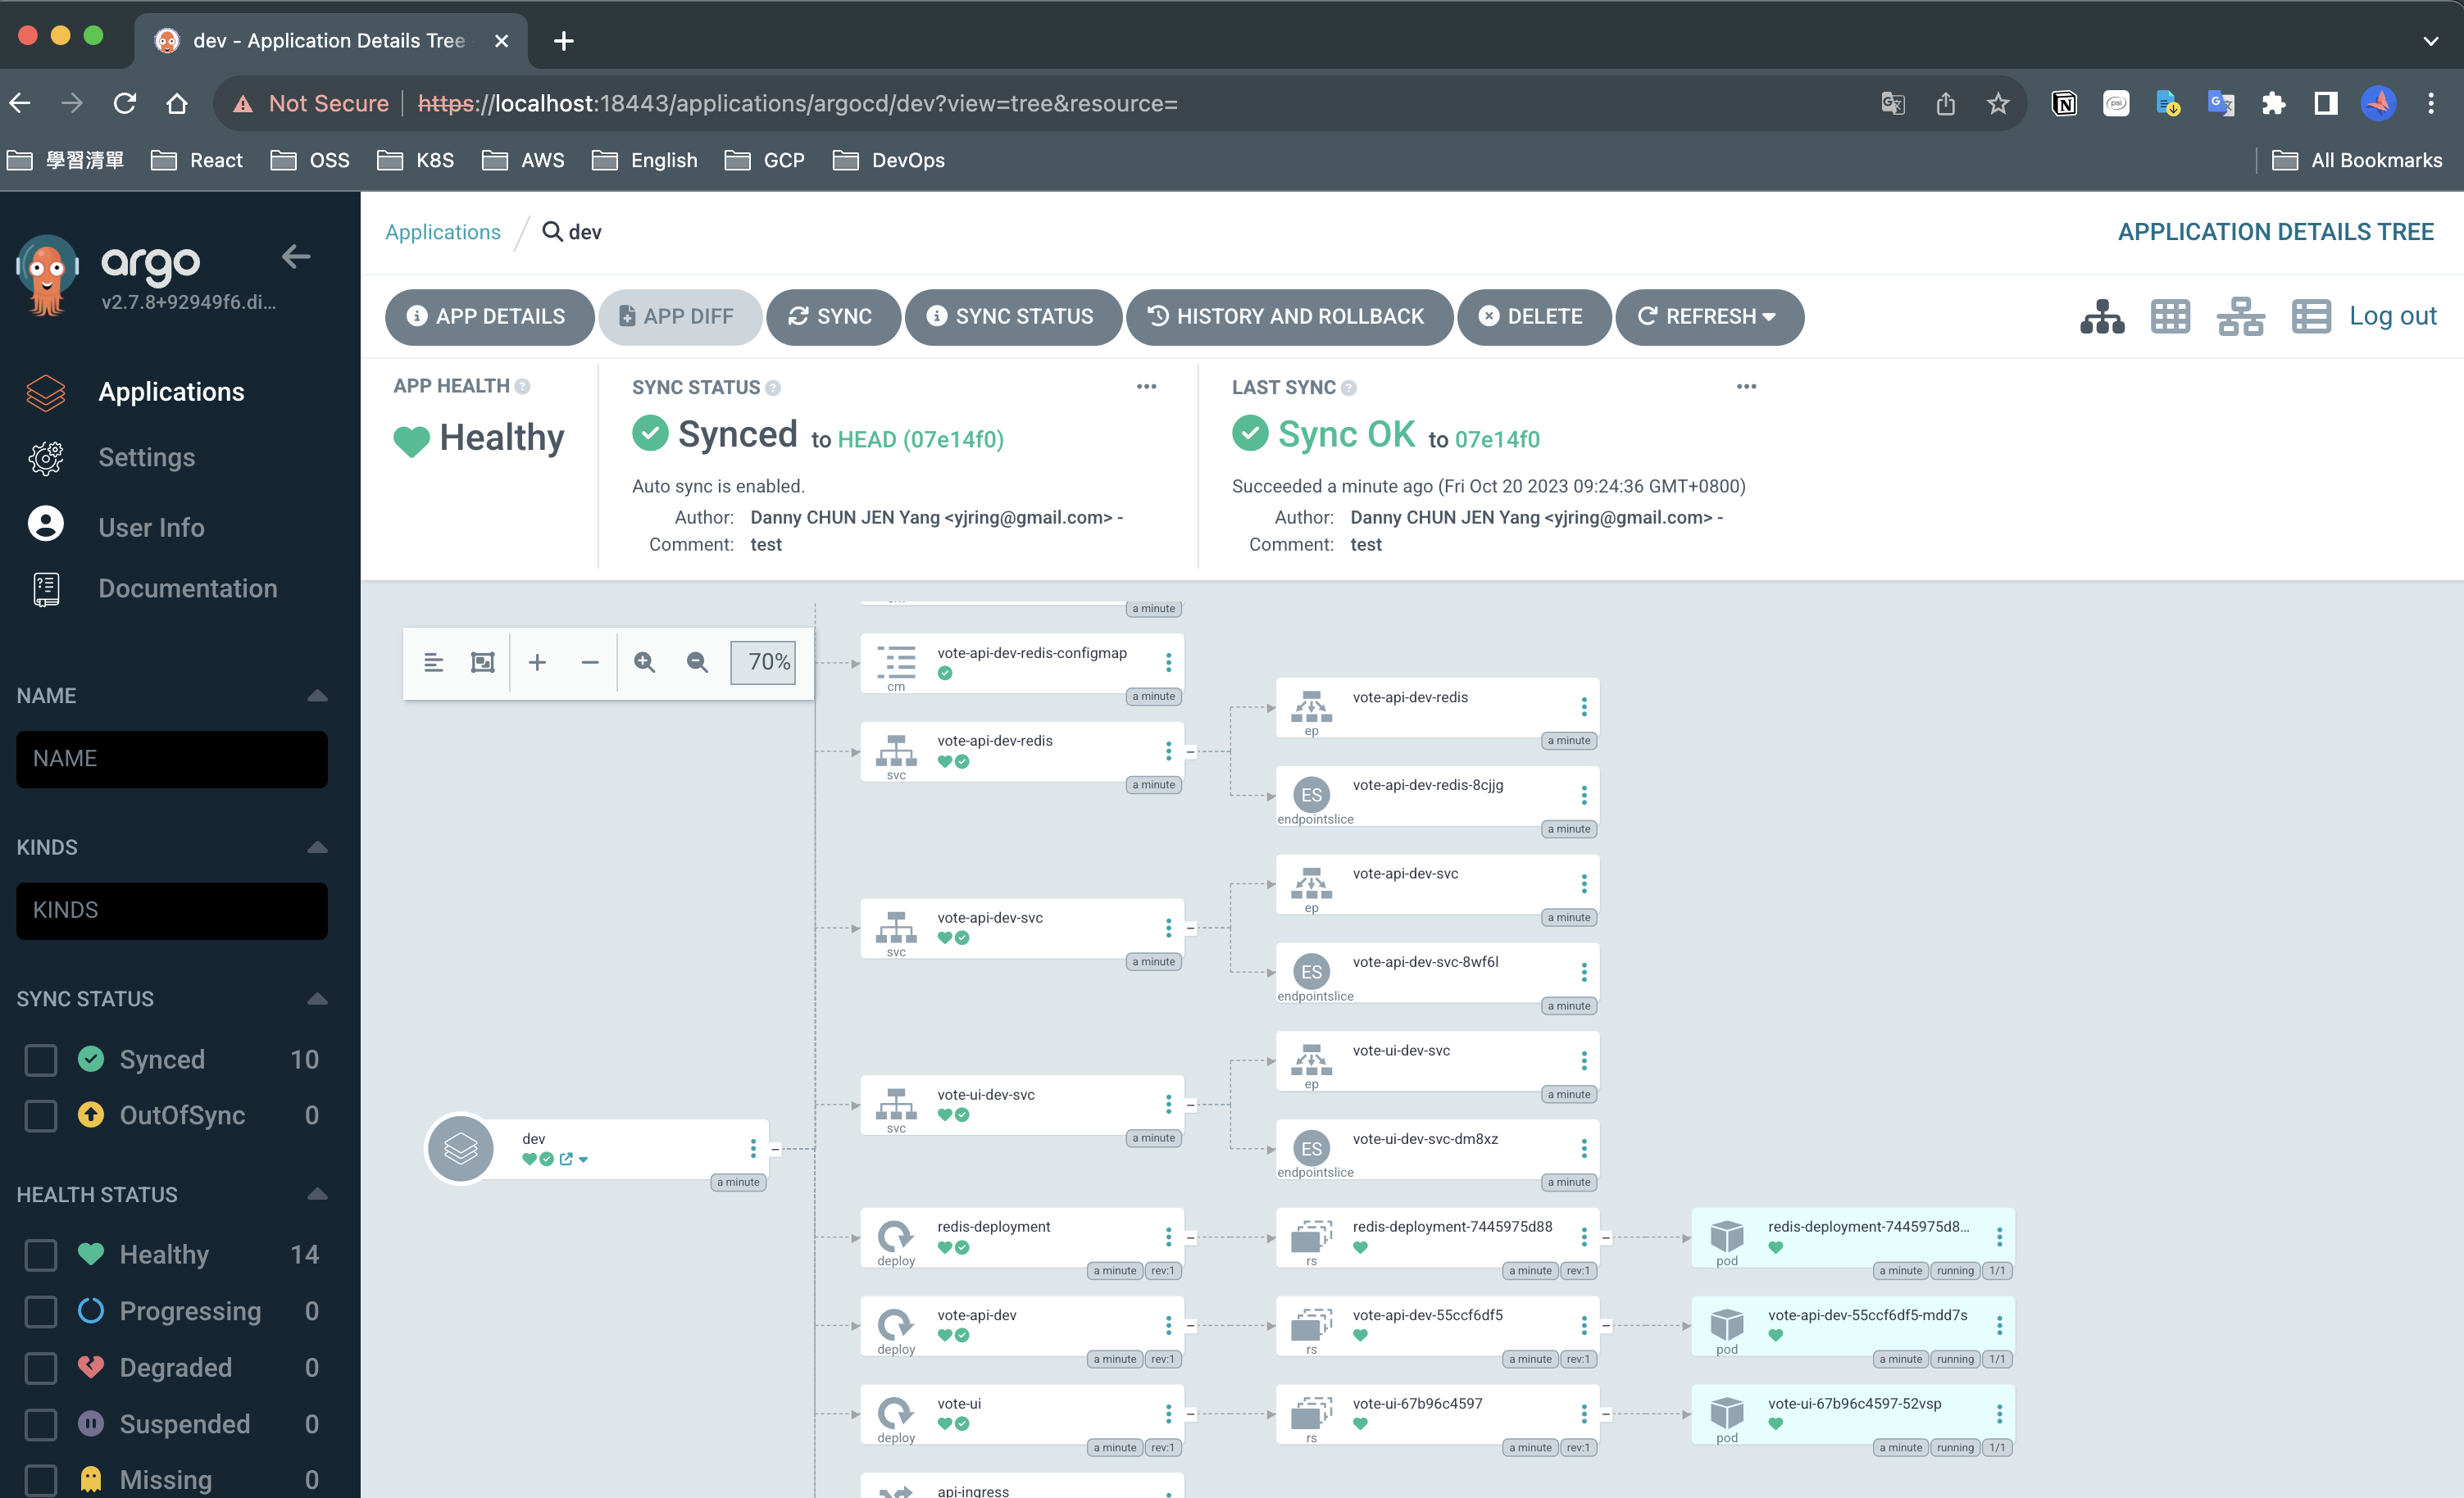 dev - Application Details Tree
Not Secure https://localhost:18443/applications/argocd/dev?view=tree&resource=
學習清單 React OSS K8S AWS English GCP DevOps All Bookmarks
argo
v2.7.8+92949f6.di...
Applications
Settings
User Info
Documentation
NAME
NAME
KINDS
KINDS
SYNC STATUS
Synced 10
OutOfSync 0
HEALTH STATUS
Healthy 14
Progressing 0
Degraded 0
Suspended 0
Missing 0
Applications / dev
APPLICATION DETAILS TREE
APP DETAILS APP DIFF SYNC SYNC STATUS HISTORY AND ROLLBACK DELETE REFRESH
Log out
APP HEALTH
Healthy
SYNC STATUS
Synced to HEAD (07e14f0)
Auto sync is enabled.
Author: Danny CHUN JEN Yang <yjring@gmail.com> -
Comment: test
LAST SYNC
Sync OK to 07e14f0
Succeeded a minute ago (Fri Oct 20 2023 09:24:36 GMT+0800)
Author: Danny CHUN JEN Yang <yjring@gmail.com> -
Comment: test
70%
dev
a minute
a minute
vote-api-dev-redis-configmap
cm
a minute
vote-api-dev-redis
svc
a minute
vote-api-dev-redis
ep
a minute
ES
vote-api-dev-redis-8cjjg
endpointslice
a minute
vote-api-dev-svc
svc
a minute
vote-api-dev-svc
ep
a minute
ES
vote-api-dev-svc-8wf6l
endpointslice
a minute
vote-ui-dev-svc
svc
a minute
vote-ui-dev-svc
ep
a minute
ES
vote-ui-dev-svc-dm8xz
endpointslice
a minute
redis-deployment
deploy
a minute rev:1
redis-deployment-7445975d88
rs
a minute rev:1
redis-deployment-7445975d8...
pod
a minute running 1/1
vote-api-dev
deploy
a minute rev:1
vote-api-dev-55ccf6df5
rs
a minute rev:1
vote-api-dev-55ccf6df5-mdd7s
pod
a minute running 1/1
vote-ui
deploy
a minute rev:1
vote-ui-67b96c4597
rs
a minute rev:1
vote-ui-67b96c4597-52vsp
pod
a minute running 1/1
api-ingress